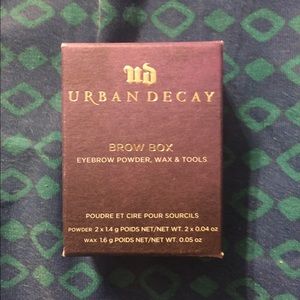 ud
URBAN DECAY
BROW BOX
EYEBROW POWDER, WAX & TOOLS
POUDRE ET CIRE POUR SOURCILS
POWDER 2 x 1.4 g POIDS NET/NET WT. 2 x 0.04 oz
WAX 1.6 g POIDS NET/NET WT. 0.05 oz